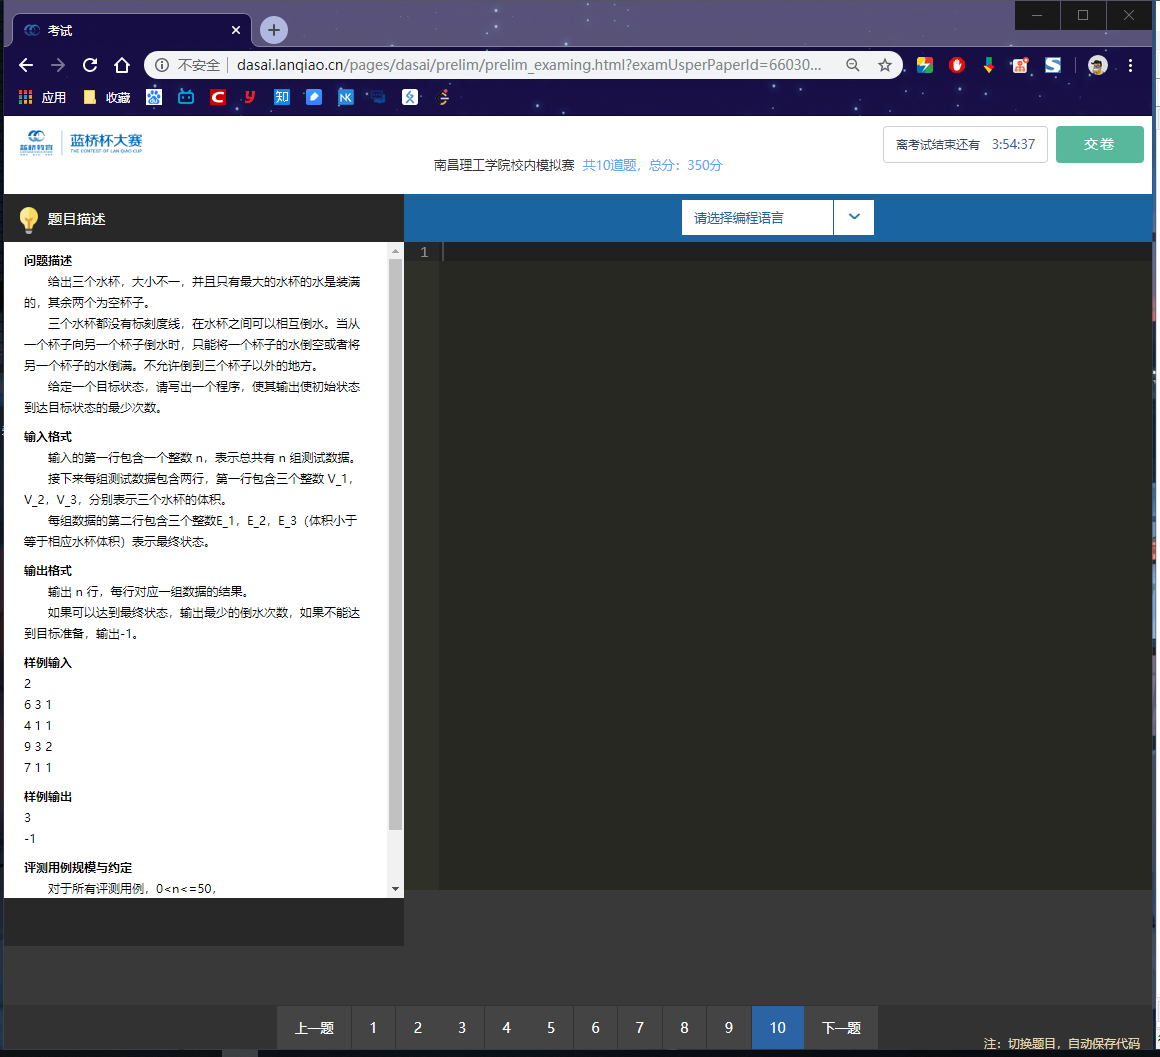 考试
不安全 dasai.lanqiao.cn/pages/dasai/prelim/prelim_examing.html?examUsperPaperId=66030...
应用 收藏 知 NK
蓝桥教育 蓝桥杯大赛
THE CONTEST OF LAN QIAO CUP
南昌理工学院校内模拟赛 共10道题，总分：350分
离考试结束还有 3:54:37
交卷
题目描述
请选择编程语言
1
问题描述
给出三个水杯，大小不一，并且只有最大的水杯的水是装满
的，其余两个为空杯子。
三个水杯都没有标刻度线，在水杯之间可以相互倒水。当从
一个杯子向另一个杯子倒水时，只能将一个杯子的水倒空或者将
另一个杯子的水倒满。不允许倒到三个杯子以外的地方。
给定一个目标状态，请写出一个程序，使其输出使初始状态
到达目标状态的最少次数。
输入格式
输入的第一行包含一个整数 n，表示总共有 n 组测试数据。
接下来每组测试数据包含两行，第一行包含三个整数 V_1，
V_2，V_3，分别表示三个水杯的体积。
每组数据的第二行包含三个整数E_1，E_2，E_3（体积小于
等于相应水杯体积）表示最终状态。
输出格式
输出 n 行，每行对应一组数据的结果。
如果可以达到最终状态，输出最少的倒水次数，如果不能达
到目标准备，输出-1。
样例输入
2
6 3 1
4 1 1
9 3 2
7 1 1
样例输出
3
-1
评测用例规模与约定
对于所有评测用例，0<n<=50，
上一题 1 2 3 4 5 6 7 8 9 10 下一题
注：切换题目，自动保存代码